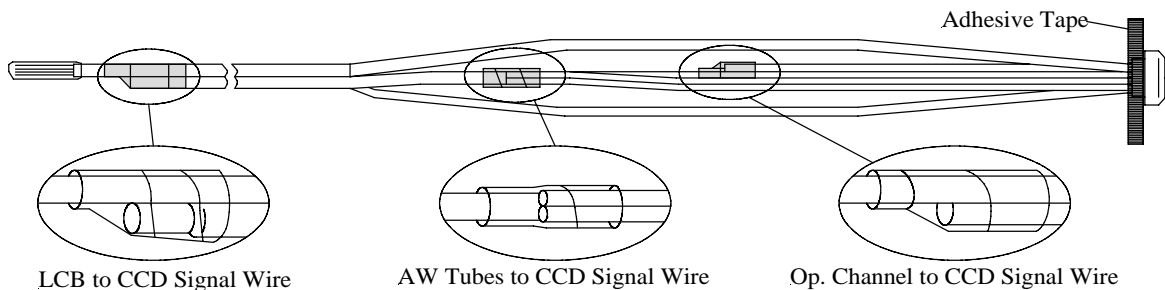 Adhesive Tape
LCB to CCD Signal Wire
AW Tubes to CCD Signal Wire
Op. Channel to CCD Signal Wire